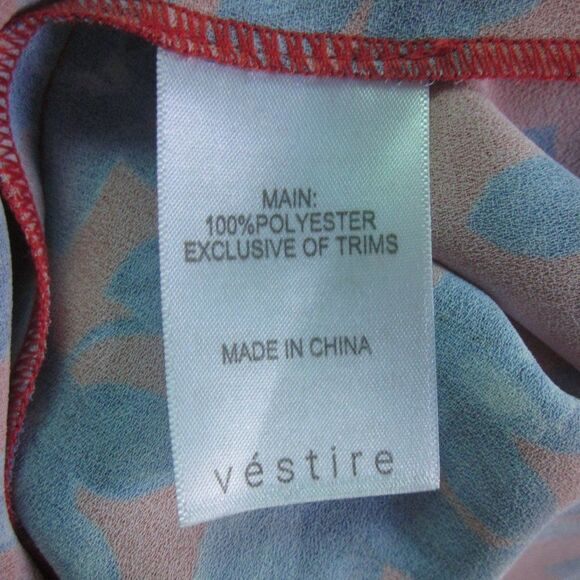 MAIN:
100%POLYESTER
EXCLUSIVE OF TRIMS
MADE IN CHINA
véstire